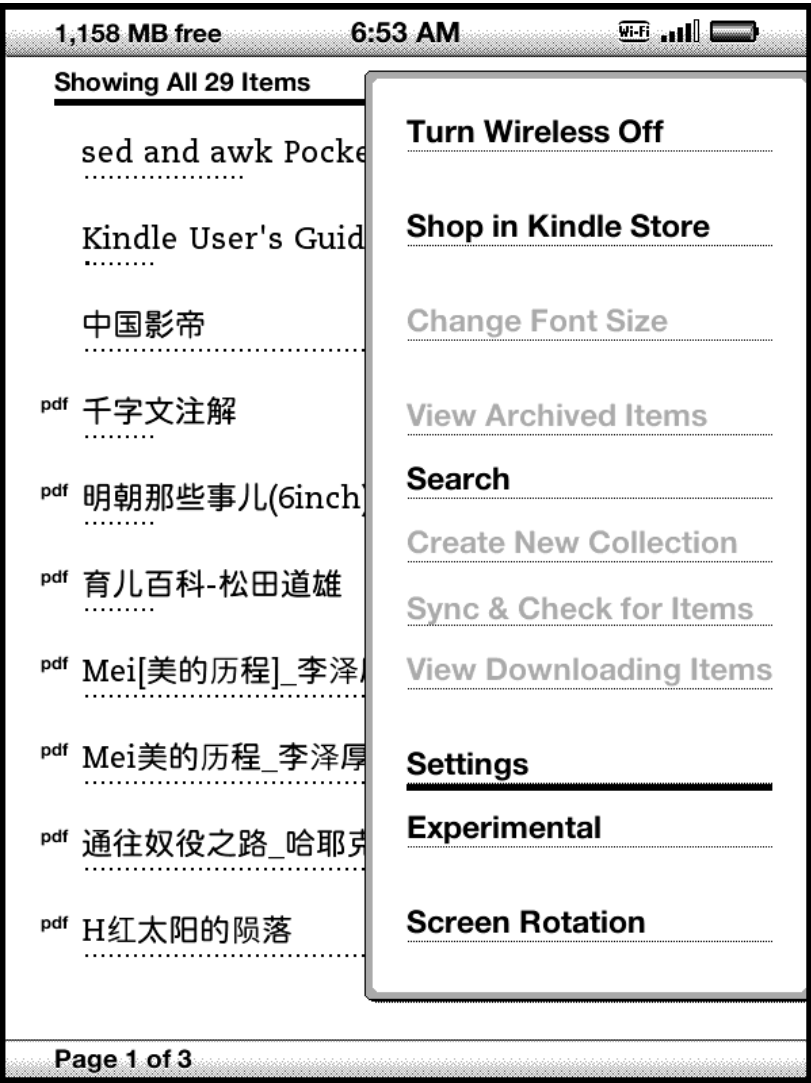 1,158 MB free 6:53 AM Wi-Fi
Showing All 29 Items
sed and awk Pocke
Kindle User's Guid
中国影帝
pdf 千字文注解
pdf 明朝那些事儿(6inch)
pdf 育儿百科-松田道雄
pdf Mei[美的历程]_李泽
pdf Mei美的历程_李泽厚
pdf 通往奴役之路_哈耶克
pdf H红太阳的陨落
Turn Wireless Off
Shop in Kindle Store
Change Font Size
View Archived Items
Search
Create New Collection
Sync & Check for Items
View Downloading Items
Settings
Experimental
Screen Rotation
Page 1 of 3